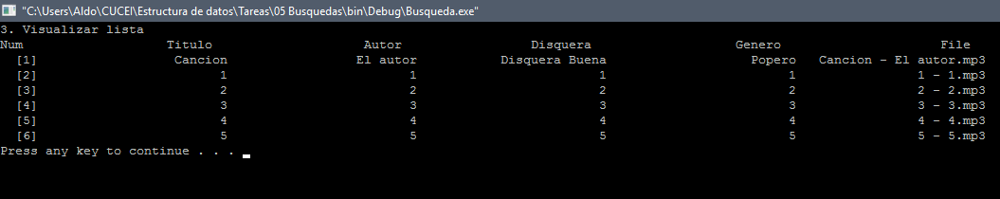 "C:\Users\Aldo\CUCEI\Estructura de datos\Tareas\05 Busquedas\bin\Debug\Busqueda.exe"
3. Visualizar lista
Num Titulo Autor Disquera Genero File
[1] Cancion El autor Disquera Buena Popero Cancion - El autor.mp3
[2] 1 1 1 1 1 - 1.mp3
[3] 2 2 2 2 2 - 2.mp3
[4] 3 3 3 3 3 - 3.mp3
[5] 4 4 4 4 4 - 4.mp3
[6] 5 5 5 5 5 - 5.mp3
Press any key to continue . . .